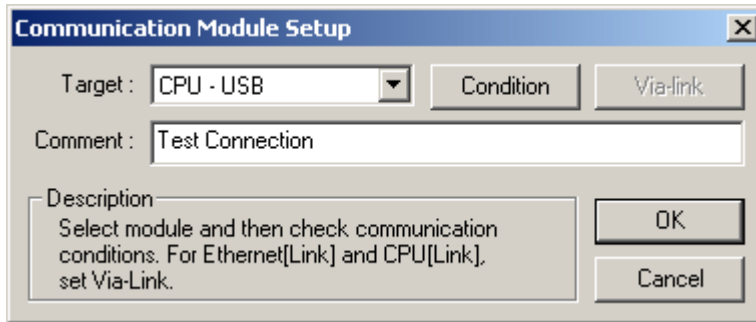 Communication Module Setup
Target : CPU - USB Condition Via-link
Comment : Test Connection
Description
Select module and then check communication
conditions. For Ethernet[Link] and CPU[Link],
set Via-Link.
OK
Cancel